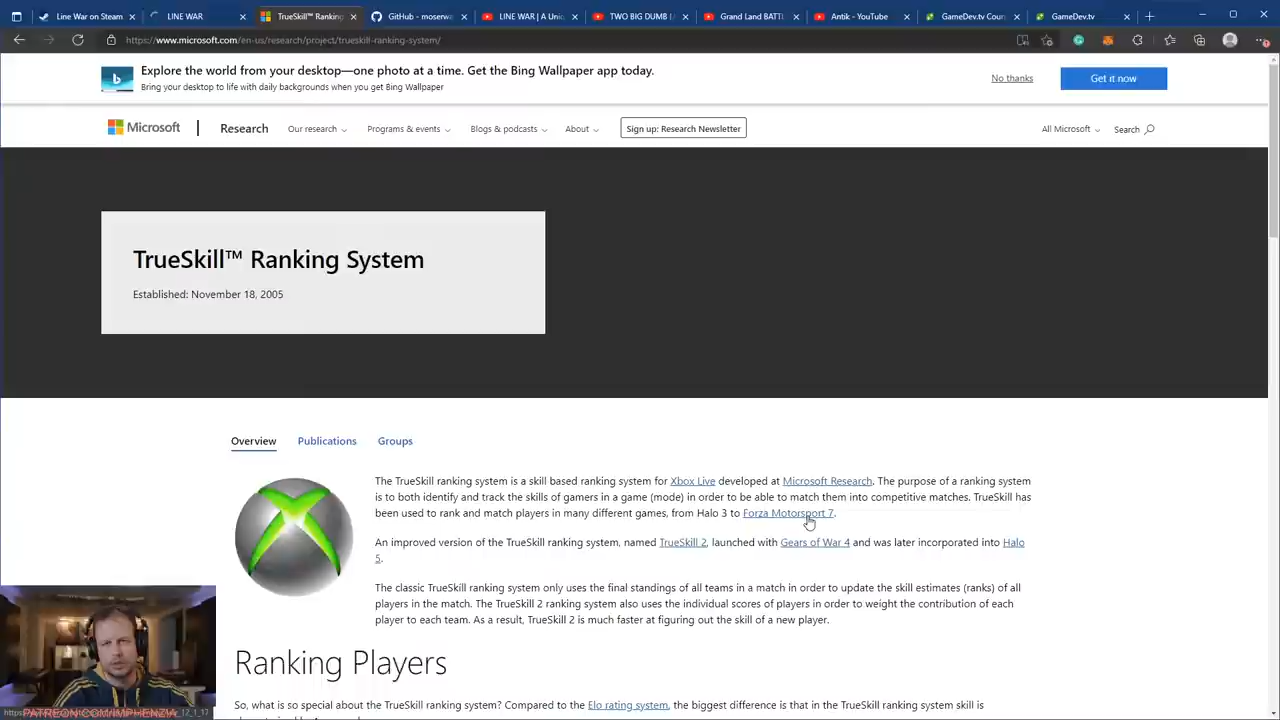 Line War on Steam
LINE WAR
TrueSkill™ Ranking
GitHub - moserwa
LINE WAR | A Uniq
TWO BIG DUMB I
Grand Land BATTL
Antik - YouTube
GameDev.tv Cour
GameDev.tv
https://www.microsoft.com/en-us/research/project/trueskill-ranking-system/
Explore the world from your desktop—one photo at a time. Get the Bing Wallpaper app today.
Bring your desktop to life with daily backgrounds when you get Bing Wallpaper
No thanks
Get it now
Microsoft
Research
Our research
Programs & events
Blogs & podcasts
About
Sign up: Research Newsletter
All Microsoft
Search
TrueSkill™ Ranking System
Established: November 18, 2005
Overview
Publications
Groups
The TrueSkill ranking system is a skill based ranking system for Xbox Live developed at Microsoft Research. The purpose of a ranking system
is to both identify and track the skills of gamers in a game (mode) in order to be able to match them into competitive matches. TrueSkill has
been used to rank and match players in many different games, from Halo 3 to Forza Motorsport 7.
An improved version of the TrueSkill ranking system, named TrueSkill 2, launched with Gears of War 4 and was later incorporated into Halo
5.
The classic TrueSkill ranking system only uses the final standings of all teams in a match in order to update the skill estimates (ranks) of all
players in the match. The TrueSkill 2 ranking system also uses the individual scores of players in order to weight the contribution of each
player to each team. As a result, TrueSkill 2 is much faster at figuring out the skill of a new player.
Ranking Players
So, what is so special about the TrueSkill ranking system? Compared to the Elo rating system, the biggest difference is that in the TrueSkill ranking system skill is